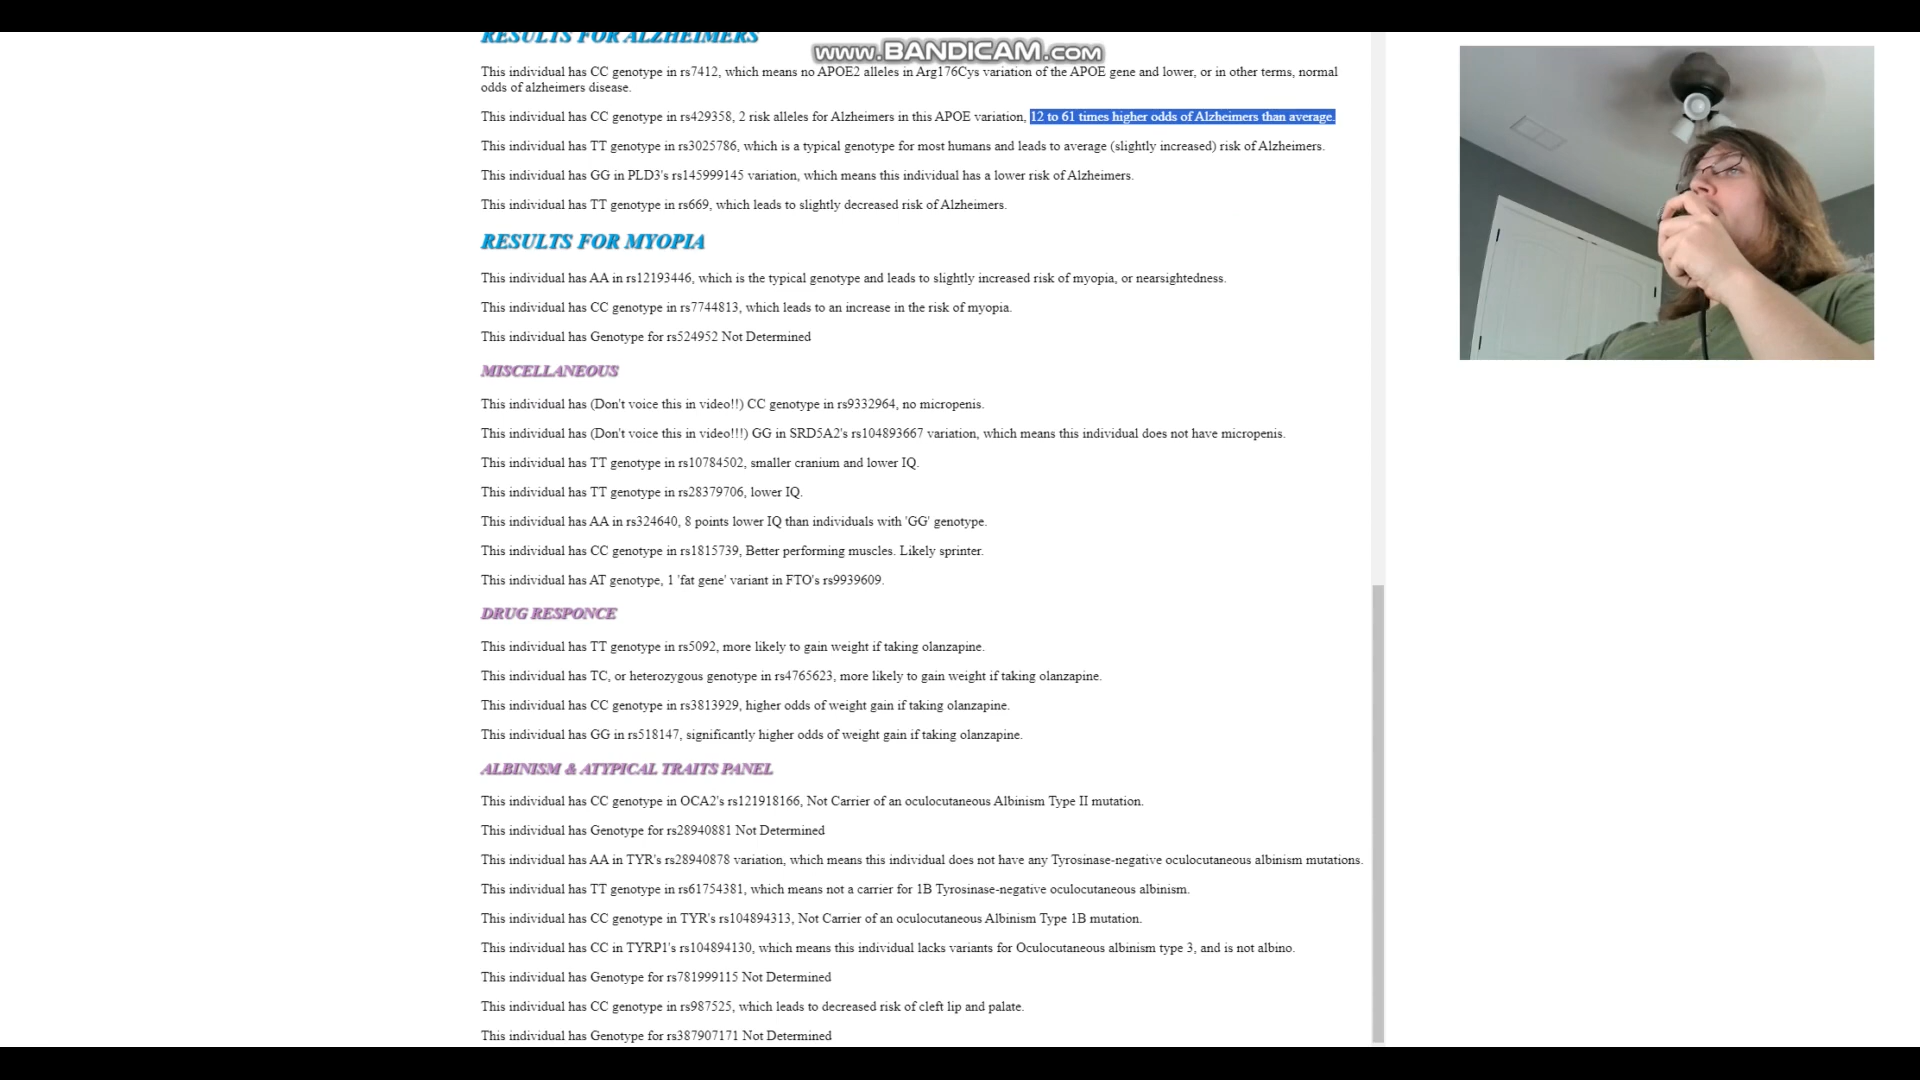 RESULTS FOR ALZHEIMERS
www.BANDICAM.com
This individual has CC genotype in rs7412, which means no APOE2 alleles in Arg176Cys variation of the APOE gene and lower, or in other terms, normal
odds of alzheimers disease.
This individual has CC genotype in rs429358, 2 risk alleles for Alzheimers in this APOE variation, 12 to 61 times higher odds of Alzheimers than average.
This individual has TT genotype in rs3025786, which is a typical genotype for most humans and leads to average (slightly increased) risk of Alzheimers.
This individual has GG in PLD3's rs145999145 variation, which means this individual has a lower risk of Alzheimers.
This individual has TT genotype in rs669, which leads to slightly decreased risk of Alzheimers.
RESULTS FOR MYOPIA
This individual has AA in rs12193446, which is the typical genotype and leads to slightly increased risk of myopia, or nearsightedness.
This individual has CC genotype in rs7744813, which leads to an increase in the risk of myopia.
This individual has Genotype for rs524952 Not Determined
MISCELLANEOUS
This individual has (Don't voice this in video!!) CC genotype in rs9332964, no micropenis.
This individual has (Don't voice this in video!!!) GG in SRD5A2's rs104893667 variation, which means this individual does not have micropenis.
This individual has TT genotype in rs10784502, smaller cranium and lower IQ.
This individual has TT genotype in rs28379706, lower IQ.
This individual has AA in rs324640, 8 points lower IQ than individuals with 'GG' genotype.
This individual has CC genotype in rs1815739, Better performing muscles. Likely sprinter.
This individual has AT genotype, 1 'fat gene' variant in FTO's rs9939609.
DRUG RESPONCE
This individual has TT genotype in rs5092, more likely to gain weight if taking olanzapine.
This individual has TC, or heterozygous genotype in rs4765623, more likely to gain weight if taking olanzapine.
This individual has CC genotype in rs3813929, higher odds of weight gain if taking olanzapine.
This individual has GG in rs518147, significantly higher odds of weight gain if taking olanzapine.
ALBINISM & ATYPICAL TRAITS PANEL
This individual has CC genotype in OCA2's rs121918166, Not Carrier of an oculocutaneous Albinism Type II mutation.
This individual has Genotype for rs28940881 Not Determined
This individual has AA in TYR's rs28940878 variation, which means this individual does not have any Tyrosinase-negative oculocutaneous albinism mutations.
This individual has TT genotype in rs61754381, which means not a carrier for 1B Tyrosinase-negative oculocutaneous albinism.
This individual has CC genotype in TYR's rs104894313, Not Carrier of an oculocutaneous Albinism Type 1B mutation.
This individual has CC in TYRP1's rs104894130, which means this individual lacks variants for Oculocutaneous albinism type 3, and is not albino.
This individual has Genotype for rs781999115 Not Determined
This individual has CC genotype in rs987525, which leads to decreased risk of cleft lip and palate.
This individual has Genotype for rs387907171 Not Determined